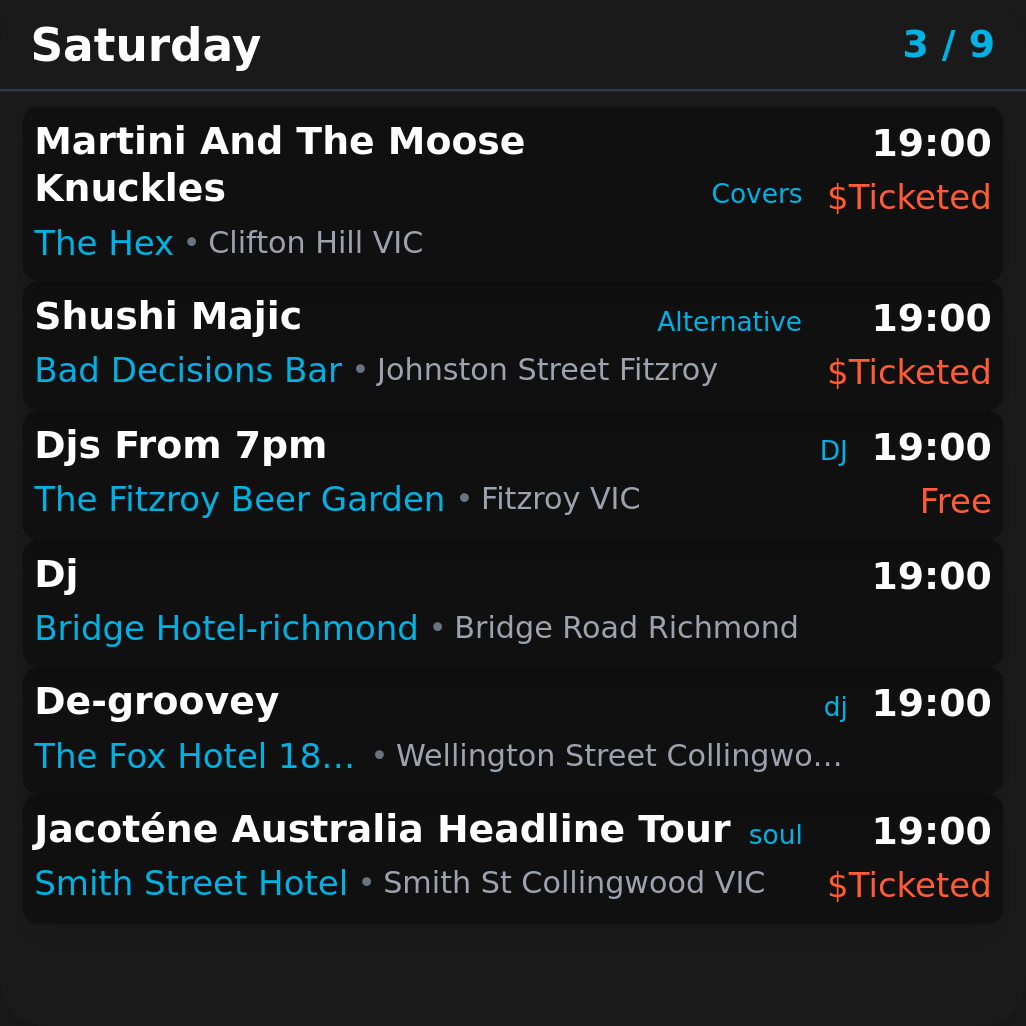 Saturday 3 / 9
Martini And The Moose 19:00
Knuckles Covers $Ticketed
The Hex • Clifton Hill VIC
Shushi Majic Alternative 19:00
Bad Decisions Bar • Johnston Street Fitzroy $Ticketed
Djs From 7pm DJ 19:00
The Fitzroy Beer Garden • Fitzroy VIC Free
Dj 19:00
Bridge Hotel-richmond • Bridge Road Richmond
De-groovey dj 19:00
The Fox Hotel 18… • Wellington Street Collingwo…
Jacoténe Australia Headline Tour soul 19:00
Smith Street Hotel • Smith St Collingwood VIC $Ticketed